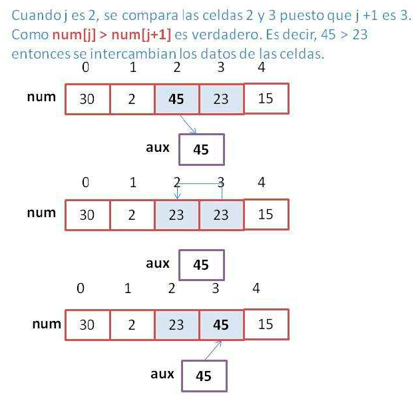 Cuando j es 2, se compara las celdas 2 y 3 puesto que j +1 es 3.
Como num[j] > num[j+1] es verdadero. Es decir, 45 > 23
entonces se intercambian los datos de las celdas.
0 1 2 3 4
num 30 2 45 23 15
aux 45
0 1 2 3 4
num 30 2 23 23 15
aux 45
0 1 2 3 4
num 30 2 23 45 15
aux 45